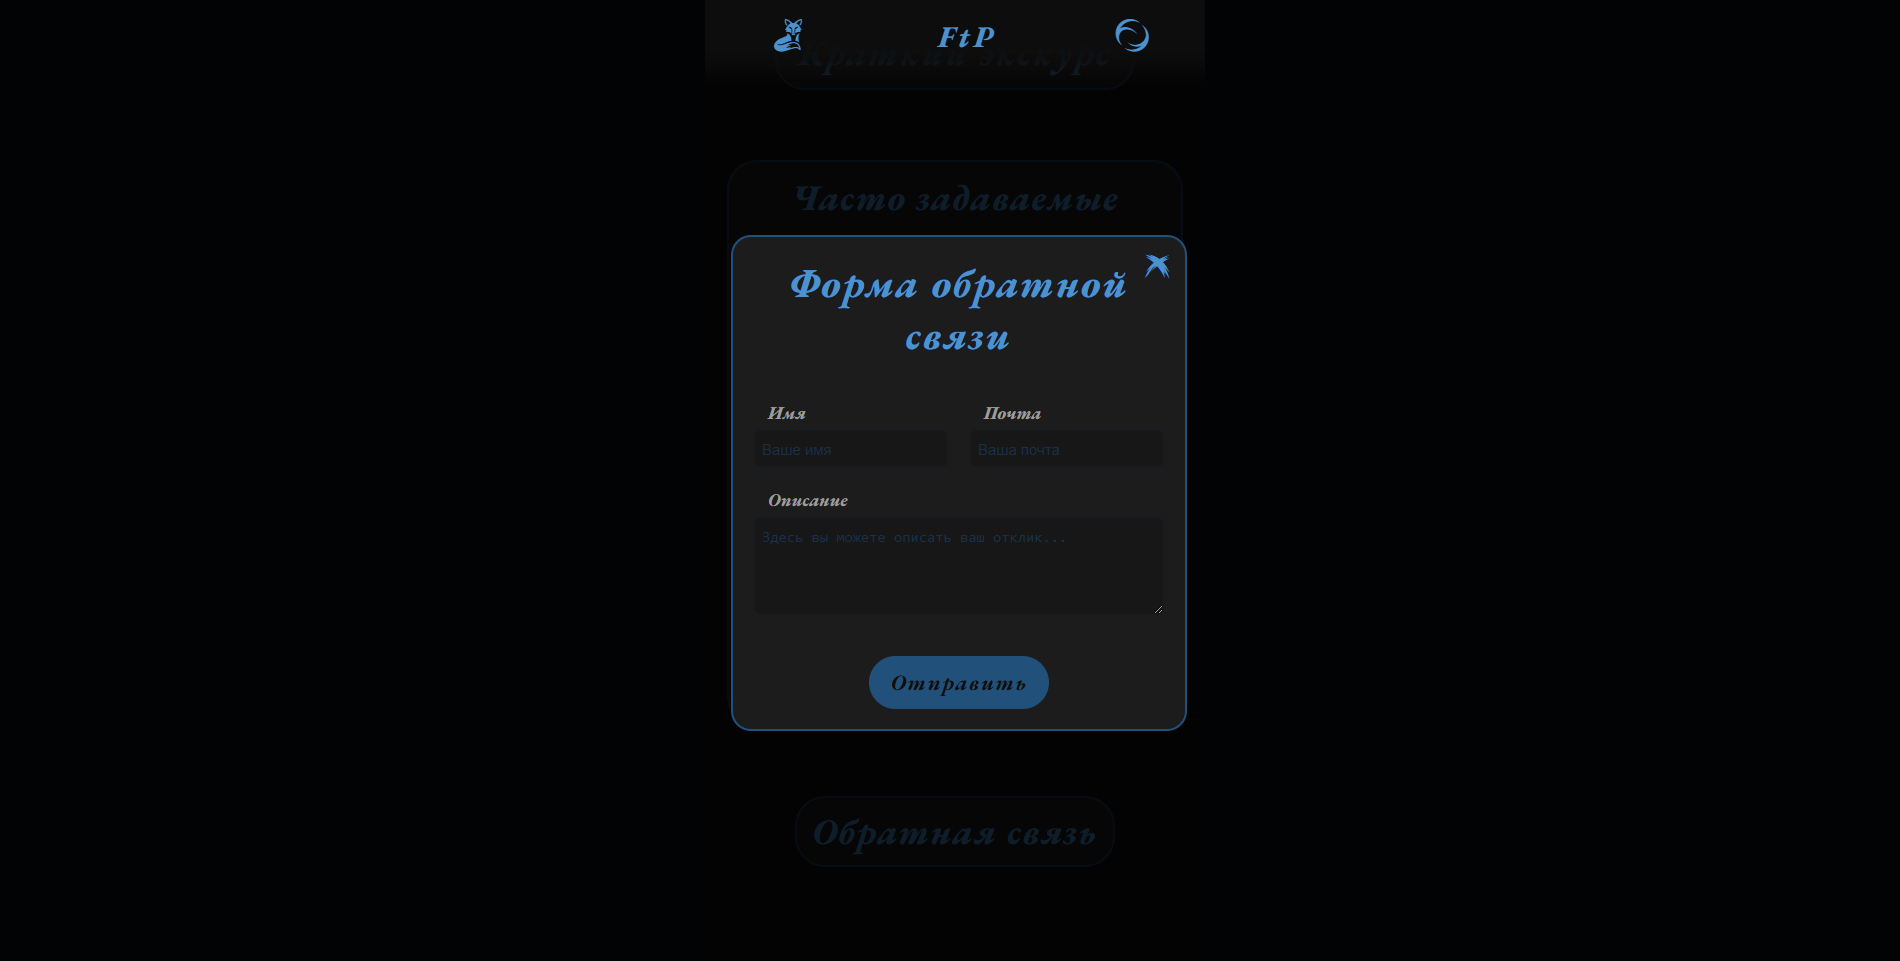 FtP
Краткий экскурс
Часто задаваемые
Форма обратной
связи
Имя
Почта
Ваше имя
Ваша почта
Описание
Здесь вы можете описать ваш отклик...
Отправить
Обратная связь